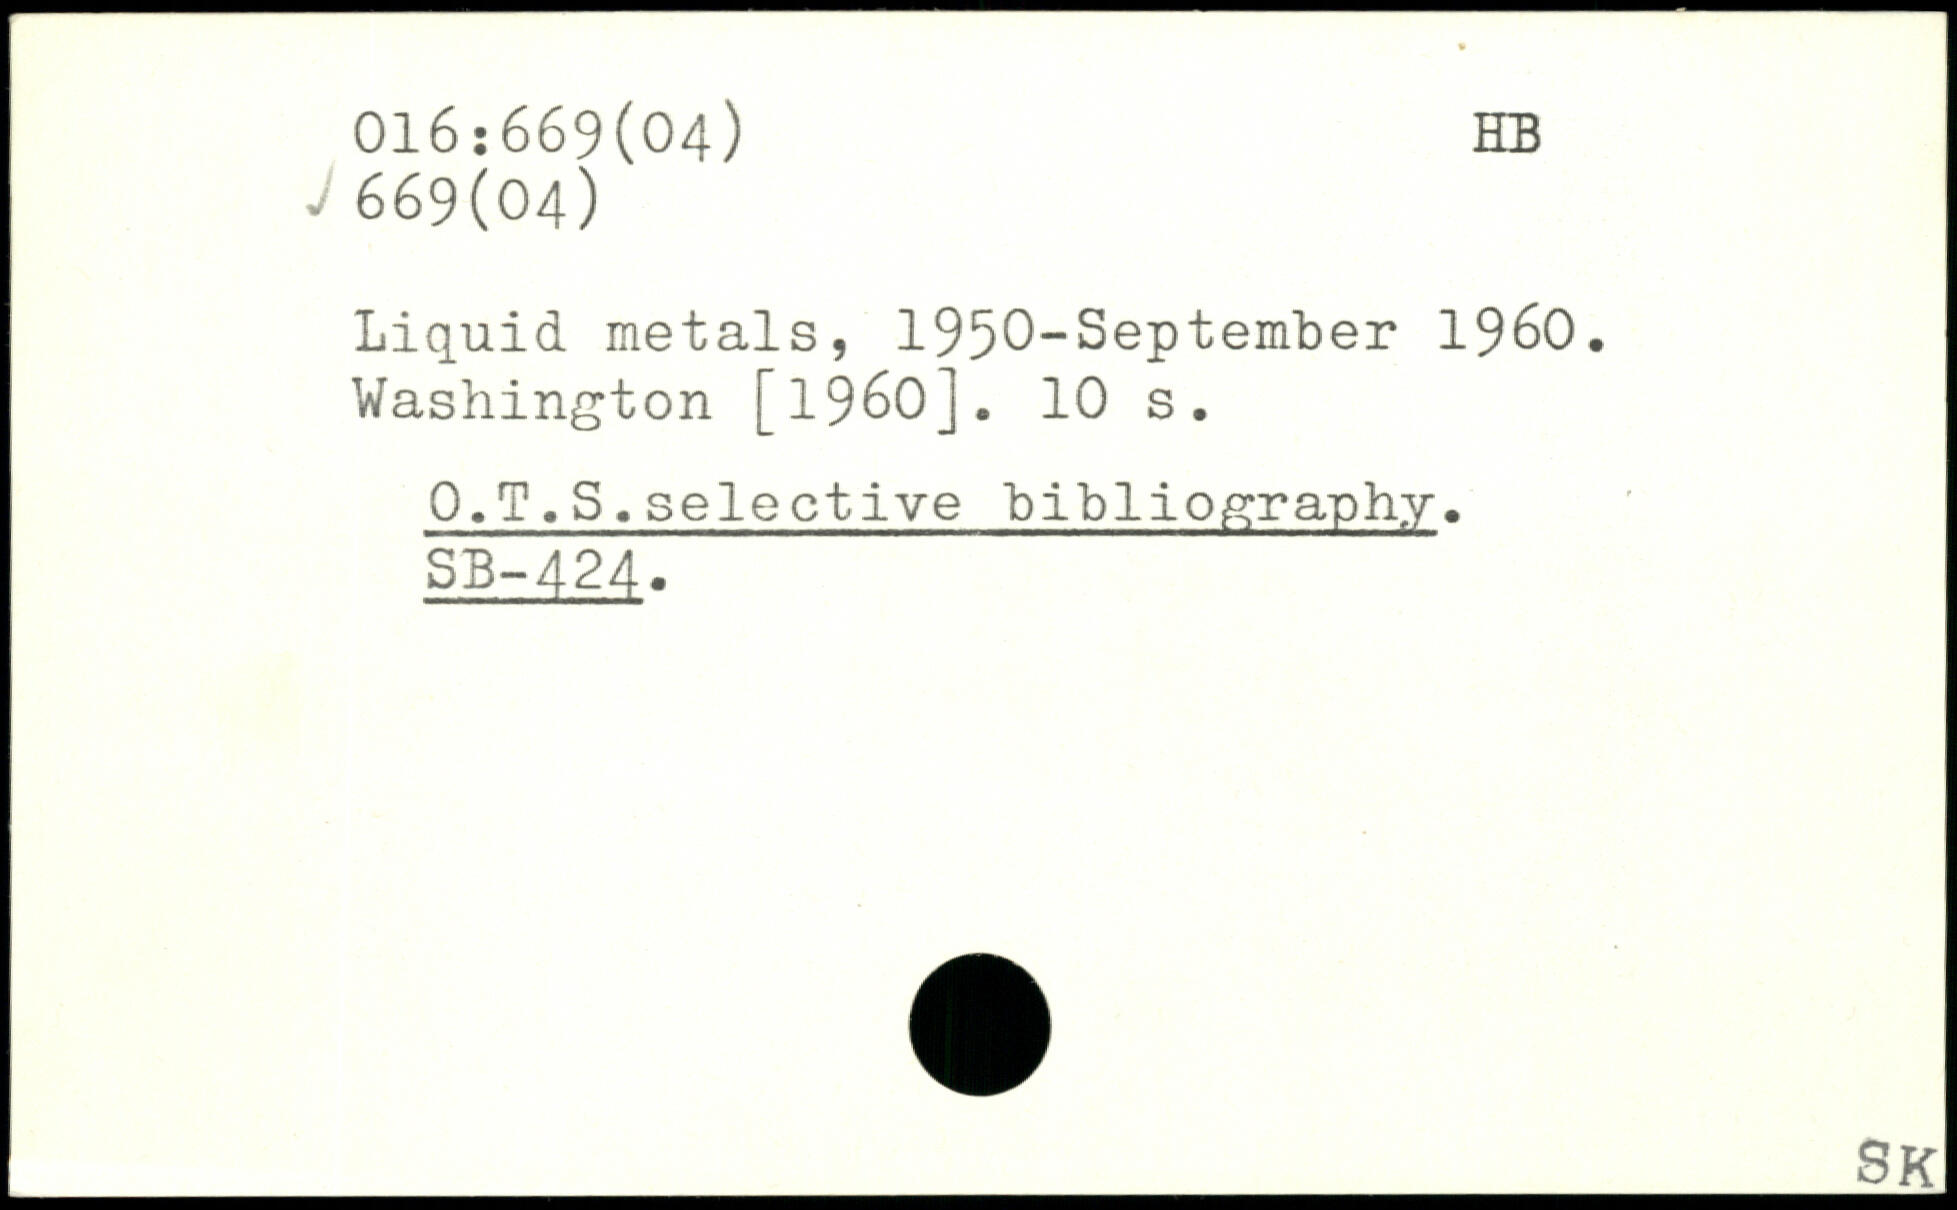 016:669(04) HB
✓ 669(04)
Liquid metals, 1950-September 1960.
Washington [1960]. 10 s.
O.T.S.selective bibliography.
SB-424.
SK